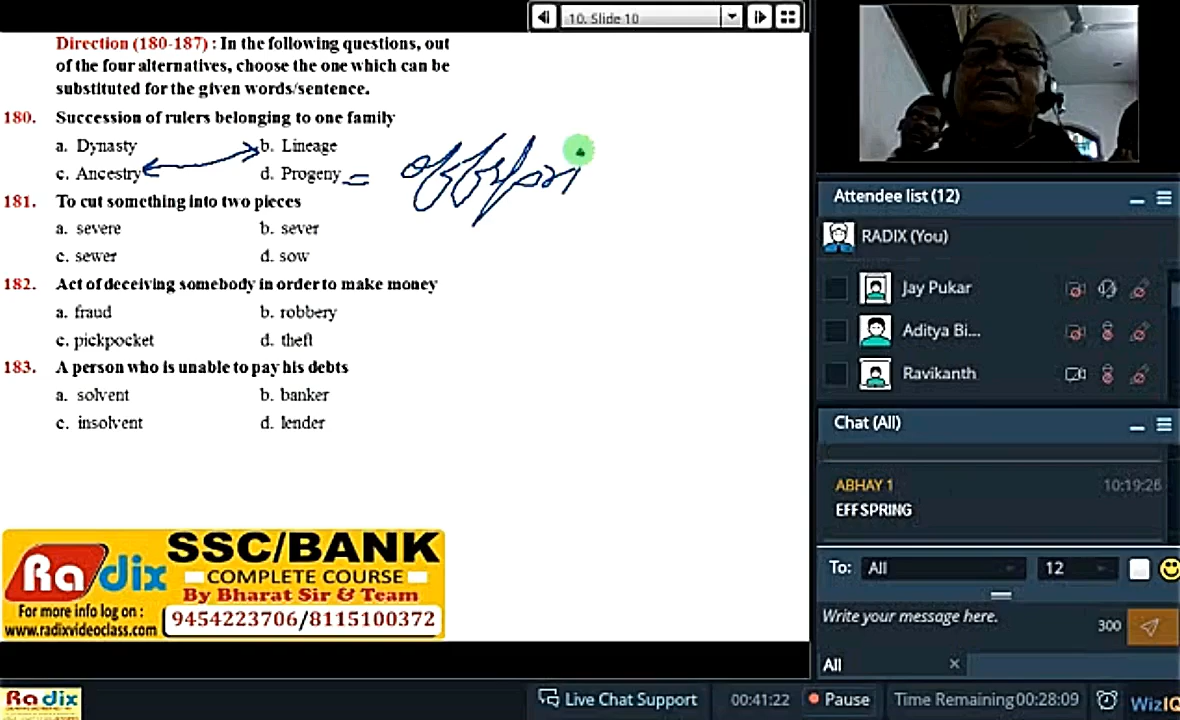 10. Slide 10
Direction (180-187) : In the following questions, out
of the four alternatives, choose the one which can be
substituted for the given words/sentence.
180. Succession of rulers belonging to one family
a. Dynasty b. Lineage
c. Ancestry d. Progeny =
181. To cut something into two pieces
a. severe b. sever
c. sewer d. sow
182. Act of deceiving somebody in order to make money
a. fraud b. robbery
c. pickpocket d. theft
183. A person who is unable to pay his debts
a. solvent b. banker
c. insolvent d. lender
Radix
SSC/BANK
COMPLETE COURSE
By Bharat Sir & Team
For more info log on :
www.radixvideoclass.com
9454223706/8115100372
Attendee list (12)
RADIX (You)
Jay Pukar
Aditya Bi...
Ravikanth
Chat (All)
ABHAY 1 10:19:26
EFFSPRING
To: All 12
Write your message here. 300
All
Radix
Live Chat Support 00:41:22 Pause Time Remaining00:28:09 WizIQ